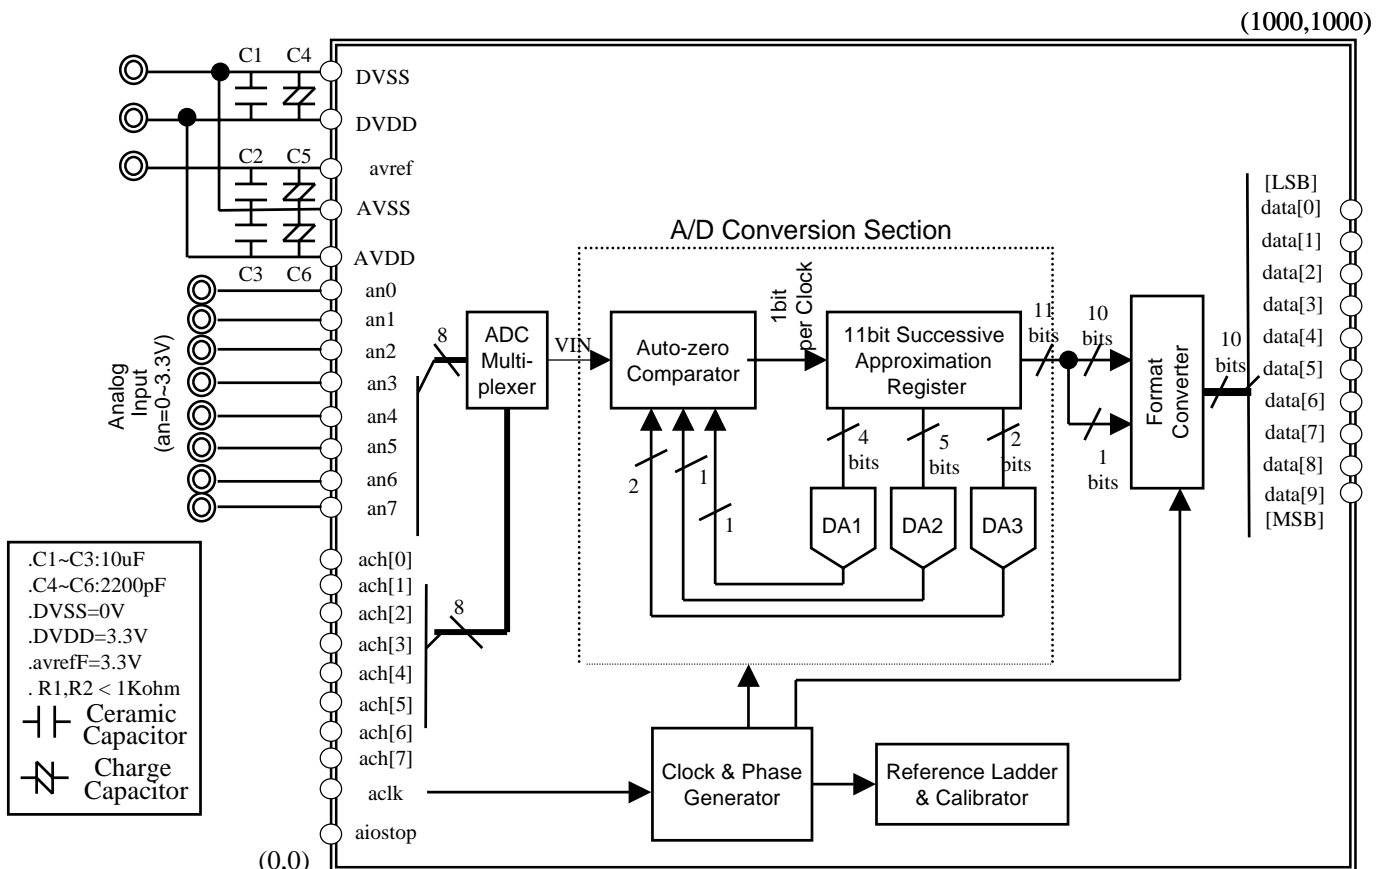 (1000,1000)
C1 C4
DVSS
DVDD
C2 C5
avref
AVSS
AVDD
C3 C6
an0
an1
an2
an3
an4
an5
an6
an7
Analog
Input
(an=0~3.3V)
ach[0]
ach[1]
ach[2]
ach[3]
ach[4]
ach[5]
ach[6]
ach[7]
aclk
aiostop
(0,0)
8
8
ADC
Multi-
plexer
VIN
A/D Conversion Section
Auto-zero
Comparator
1bit
per Clock
11bit Successive
Approximation
Register
4
bits
5
bits
2
bits
2
1
1
DA1
DA2
DA3
11
bits
10
bits
1
bits
Format
Converter
10
bits
[LSB]
data[0]
data[1]
data[2]
data[3]
data[4]
data[5]
data[6]
data[7]
data[8]
data[9]
[MSB]
Clock & Phase
Generator
Reference Ladder
& Calibrator
.C1~C3:10uF
.C4~C6:2200pF
.DVSS=0V
.DVDD=3.3V
.avrefF=3.3V
. R1,R2 < 1Kohm
Ceramic
Capacitor
Charge
Capacitor